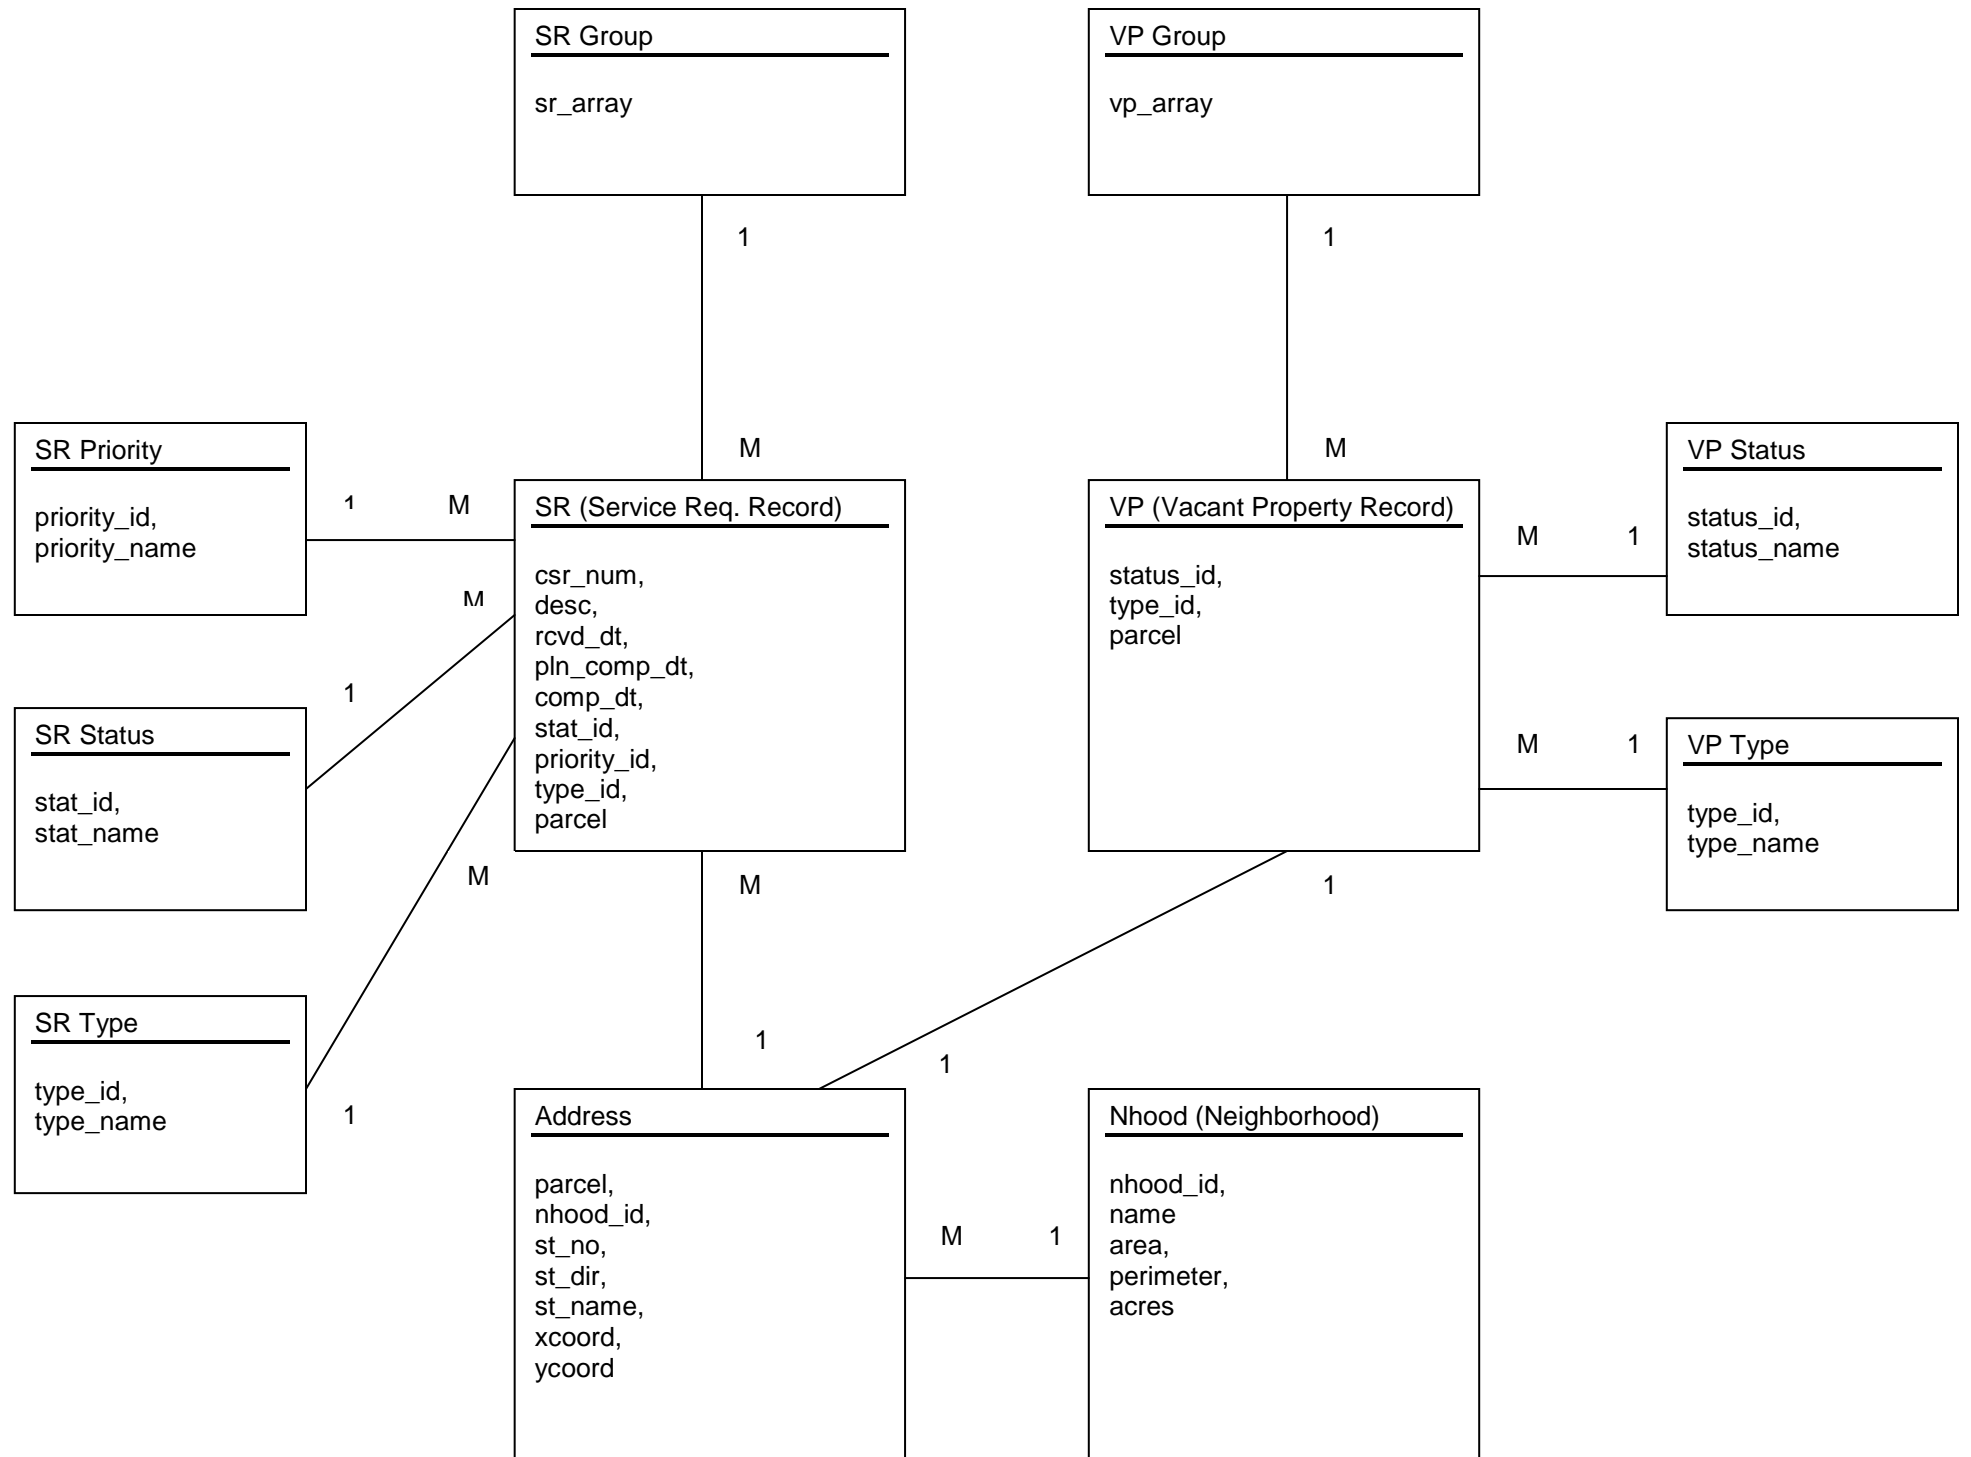 SR Group
sr_array
VP Group
vp_array
1
1
M
M
SR Priority
priority_id,
priority_name
1
M
SR (Service Req. Record)
csr_num,
desc,
rcvd_dt,
pln_comp_dt,
comp_dt,
stat_id,
priority_id,
type_id,
parcel
VP (Vacant Property Record)
status_id,
type_id,
parcel
M
1
VP Status
status_id,
status_name
M
1
SR Status
stat_id,
stat_name
M
1
VP Type
type_id,
type_name
M
M
1
1
1
SR Type
type_id,
type_name
1
Address
parcel,
nhood_id,
st_no,
st_dir,
st_name,
xcoord,
ycoord
M
1
Nhood (Neighborhood)
nhood_id,
name
area,
perimeter,
acres